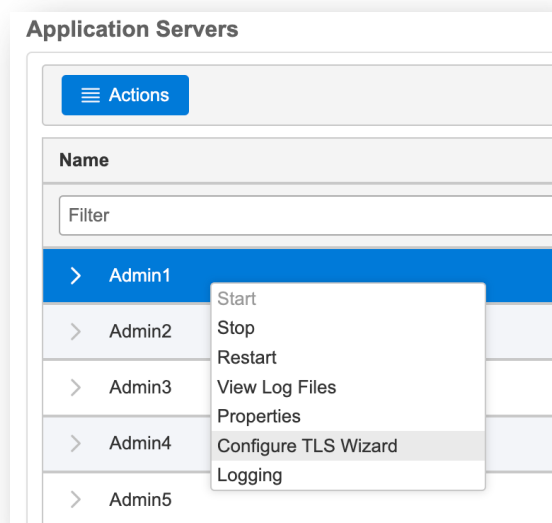 Application Servers
Actions
Name
Filter
Admin1
Start
Admin2
Stop
Restart
Admin3
View Log Files
Properties
Admin4
Configure TLS Wizard
Logging
Admin5